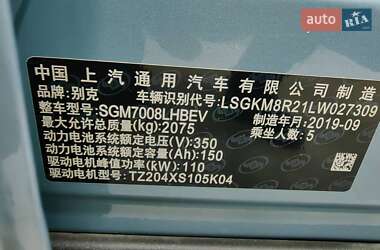 auto RIA.com
中国 上汽通用汽车有限公司 制造
品牌：别克 车辆识别代号：LSGKM8R21LW027309
整车型号：SGM7008LHBEV 制造年月：2019-09
最大允许总质量(kg)：2075 乘坐人数：5
动力电池系统额定电压(V)：350
动力电池系统额定容量(Ah)：150
驱动电机峰值功率(kW)：110
驱动电机型号：TZ204XS105K04